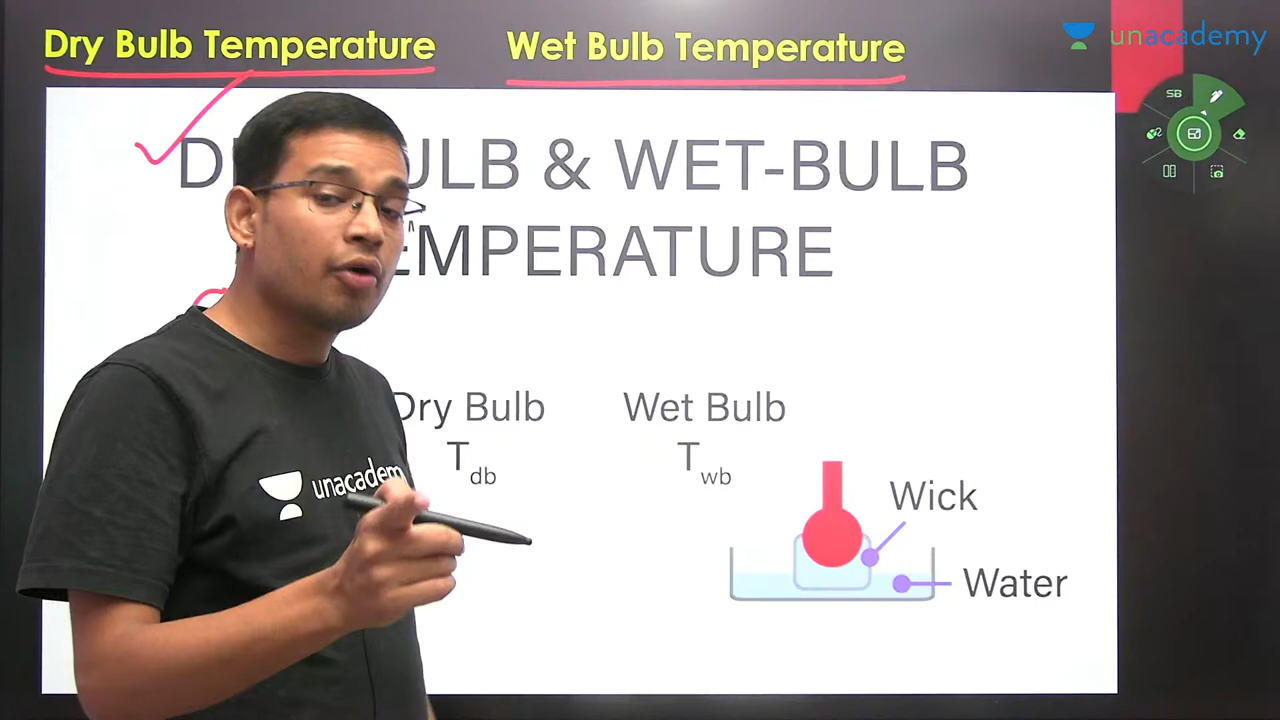 Dry Bulb Temperature Wet Bulb Temperature
unacademy
SB
ULB & WET-BULB
EMPERATURE
Dry Bulb Wet Bulb
Tdb Twb
Wick
Water
unacadem